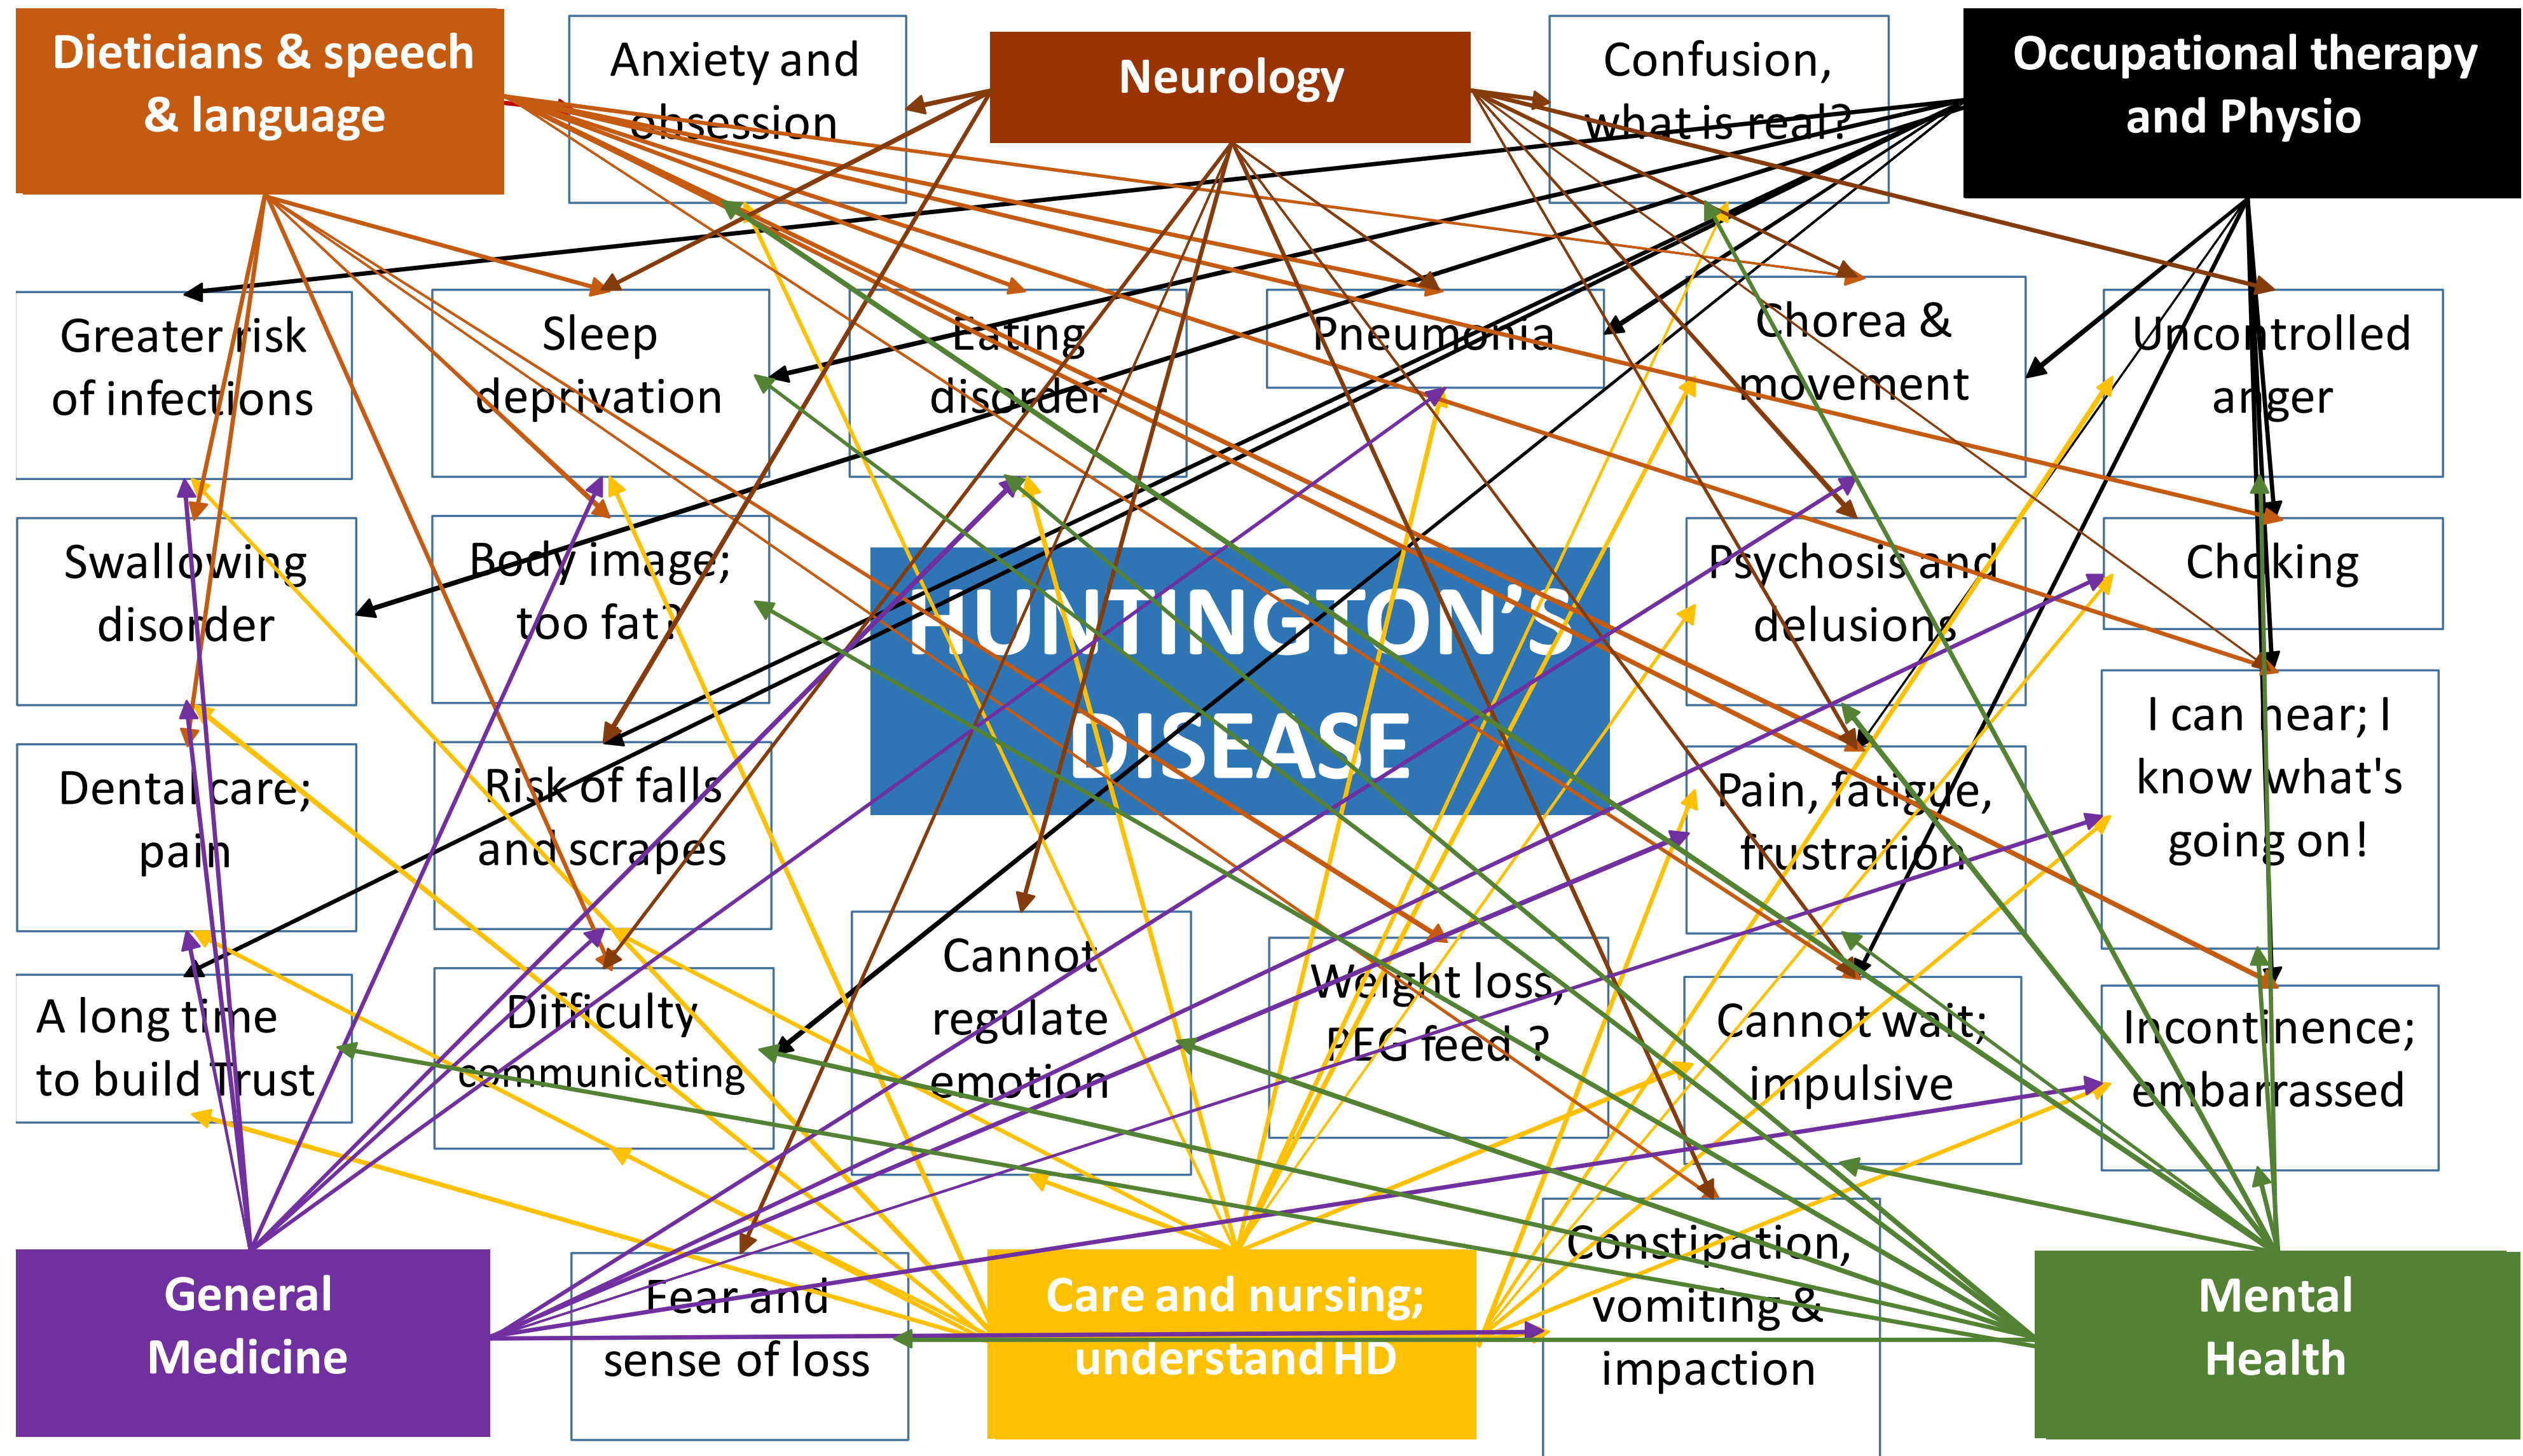 Dieticians & speech
& language
Anxiety and
obsession
Neurology
Confusion,
what is real?
Occupational therapy
and Physio
Greater risk
of infections
Sleep
deprivation
Eating
disorder
Pneumonia
Chorea &
movement
Uncontrolled
anger
Swallowing
disorder
Body image;
too fat?
HUNTINGTON'S
DISEASE
Psychosis and
delusions
Choking
Dental care;
pain
Risk of falls
and scrapes
Pain, fatigue,
frustration
I can hear; I
know what's
going on!
A long time
to build Trust
Difficulty
communicating
Cannot
regulate
emotion
Weight loss,
PEG feed ?
Cannot wait;
impulsive
Incontinence;
embarrassed
General
Medicine
Fear and
sense of loss
Care and nursing;
understand HD
Constipation,
vomiting &
impaction
Mental
Health